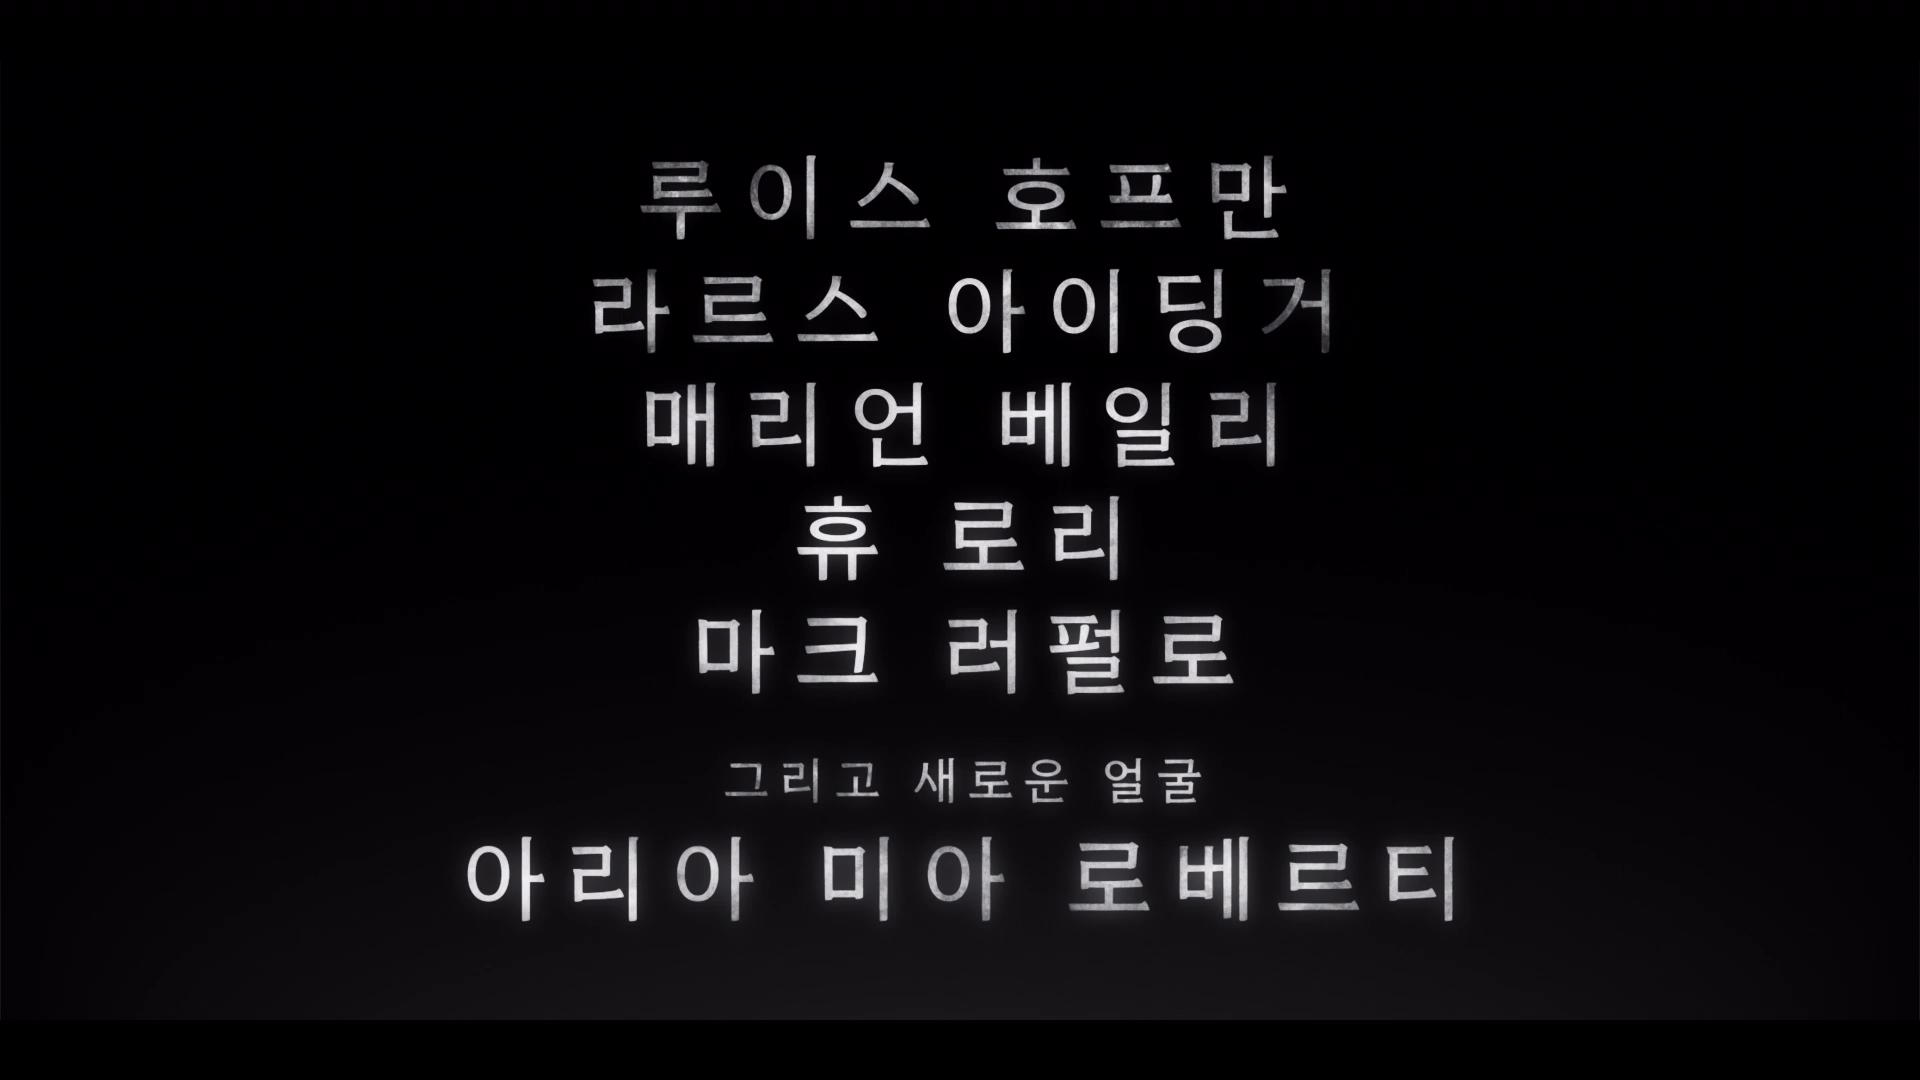 루이스 호프만
라르스 아이딩거
매리언 베일리
휴 로리
마크 러펄로
그리고 새로운 얼굴
아리아 미아 로베르티